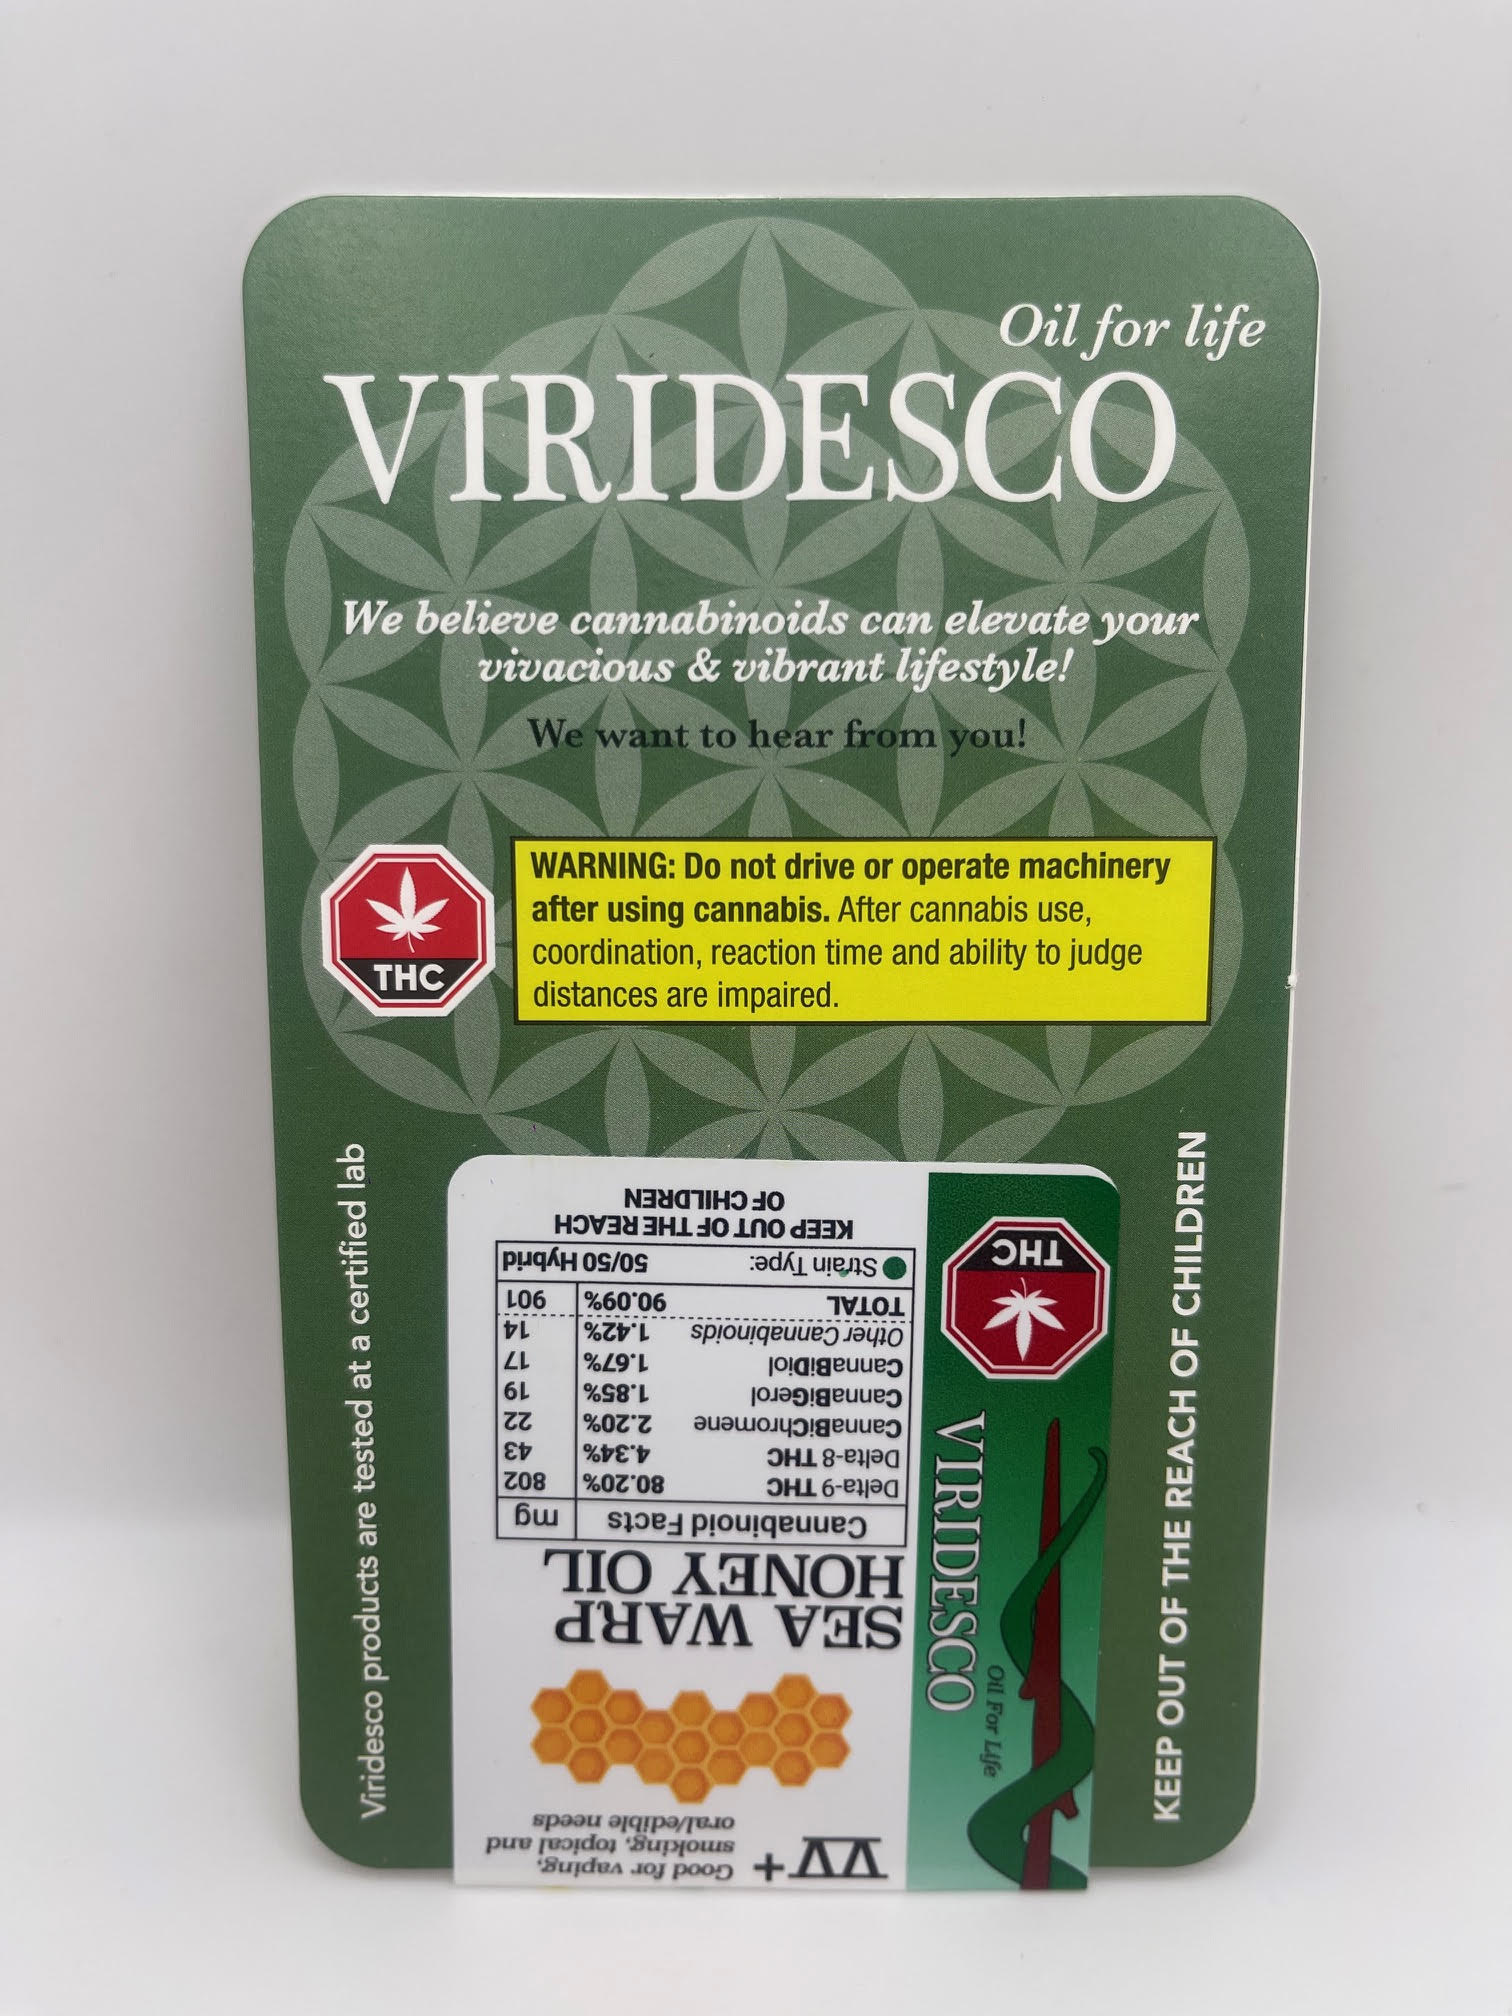 Oil for life
VIRIDESCO
We believe cannabinoids can elevate your
vivacious & vibrant lifestyle!
We want to hear from you!
THC
WARNING: Do not drive or operate machinery
after using cannabis. After cannabis use,
coordination, reaction time and ability to judge
distances are impaired.
Viridesco products are tested at a certified lab
KEEP OUT OF THE REACH OF CHILDREN
VV+
Good for vaping,
smoking, topical and
oral/edible needs
SEA WARP
HONEY OIL
Cannabinoid Facts mg
Delta-9 THC 80.20% 802
Delta-8 THC 4.34% 43
CannaBiChromene 2.20% 22
CannaBiGerol 1.85% 19
CannaBiDiol 1.67% 17
Other Cannabinoids 1.42% 14
TOTAL 90.09% 901
Strain Type: 50/50 Hybrid
KEEP OUT OF THE REACH
OF CHILDREN
VIRIDESCO
Oil For Life
THC